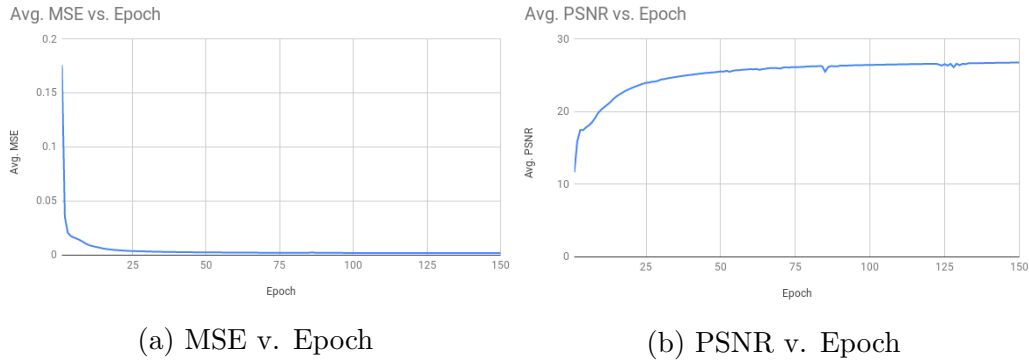 Avg. MSE vs. Epoch
0.2
0.15
0.1
0.05
0
Avg. MSE
25 50 75 100 125 150
Epoch
(a) MSE v. Epoch
Avg. PSNR vs. Epoch
30
20
10
0
Avg. PSNR
25 50 75 100 125 150
Epoch
(b) PSNR v. Epoch